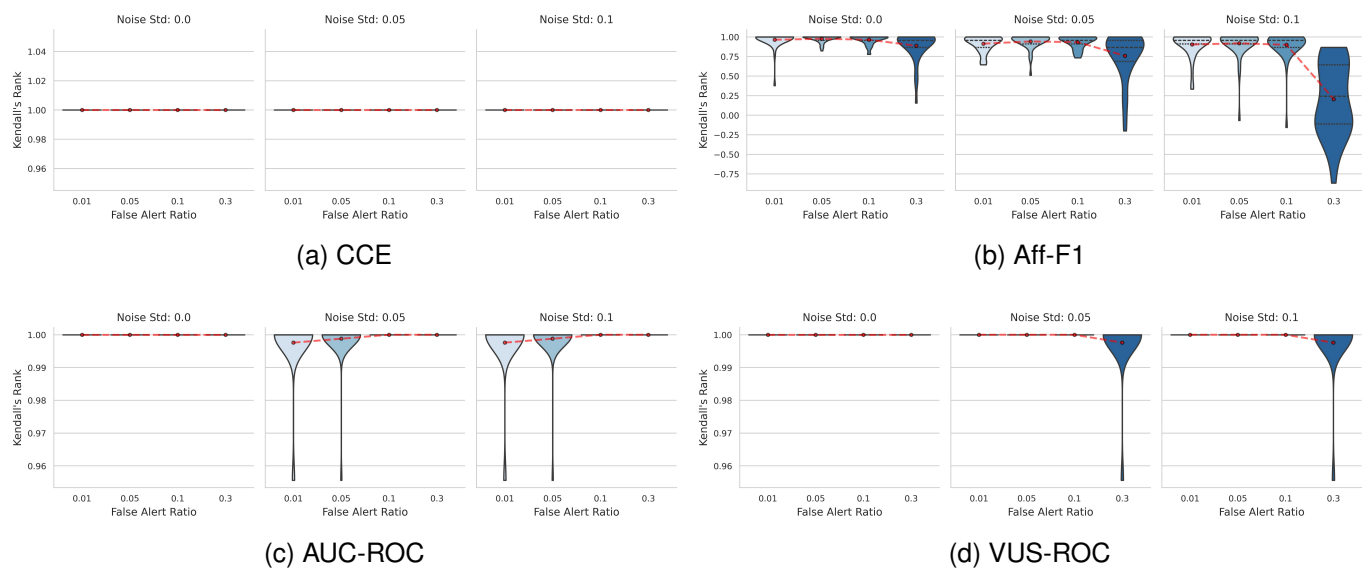 Noise Std: 0.0 Noise Std: 0.05 Noise Std: 0.1
Kendall's Rank
1.04
1.02
1.00
0.98
0.96
0.01 0.05 0.1 0.3 0.01 0.05 0.1 0.3 0.01 0.05 0.1 0.3
False Alert Ratio False Alert Ratio False Alert Ratio
(a) CCE
Noise Std: 0.0 Noise Std: 0.05 Noise Std: 0.1
Kendall's Rank
1.00
0.75
0.50
0.25
0.00
−0.25
−0.50
−0.75
0.01 0.05 0.1 0.3 0.01 0.05 0.1 0.3 0.01 0.05 0.1 0.3
False Alert Ratio False Alert Ratio False Alert Ratio
(b) Aff-F1
Noise Std: 0.0 Noise Std: 0.05 Noise Std: 0.1
Kendall's Rank
1.00
0.99
0.98
0.97
0.96
0.01 0.05 0.1 0.3 0.01 0.05 0.1 0.3 0.01 0.05 0.1 0.3
False Alert Ratio False Alert Ratio False Alert Ratio
(c) AUC-ROC
Noise Std: 0.0 Noise Std: 0.05 Noise Std: 0.1
Kendall's Rank
1.00
0.99
0.98
0.97
0.96
0.01 0.05 0.1 0.3 0.01 0.05 0.1 0.3 0.01 0.05 0.1 0.3
False Alert Ratio False Alert Ratio False Alert Ratio
(d) VUS-ROC